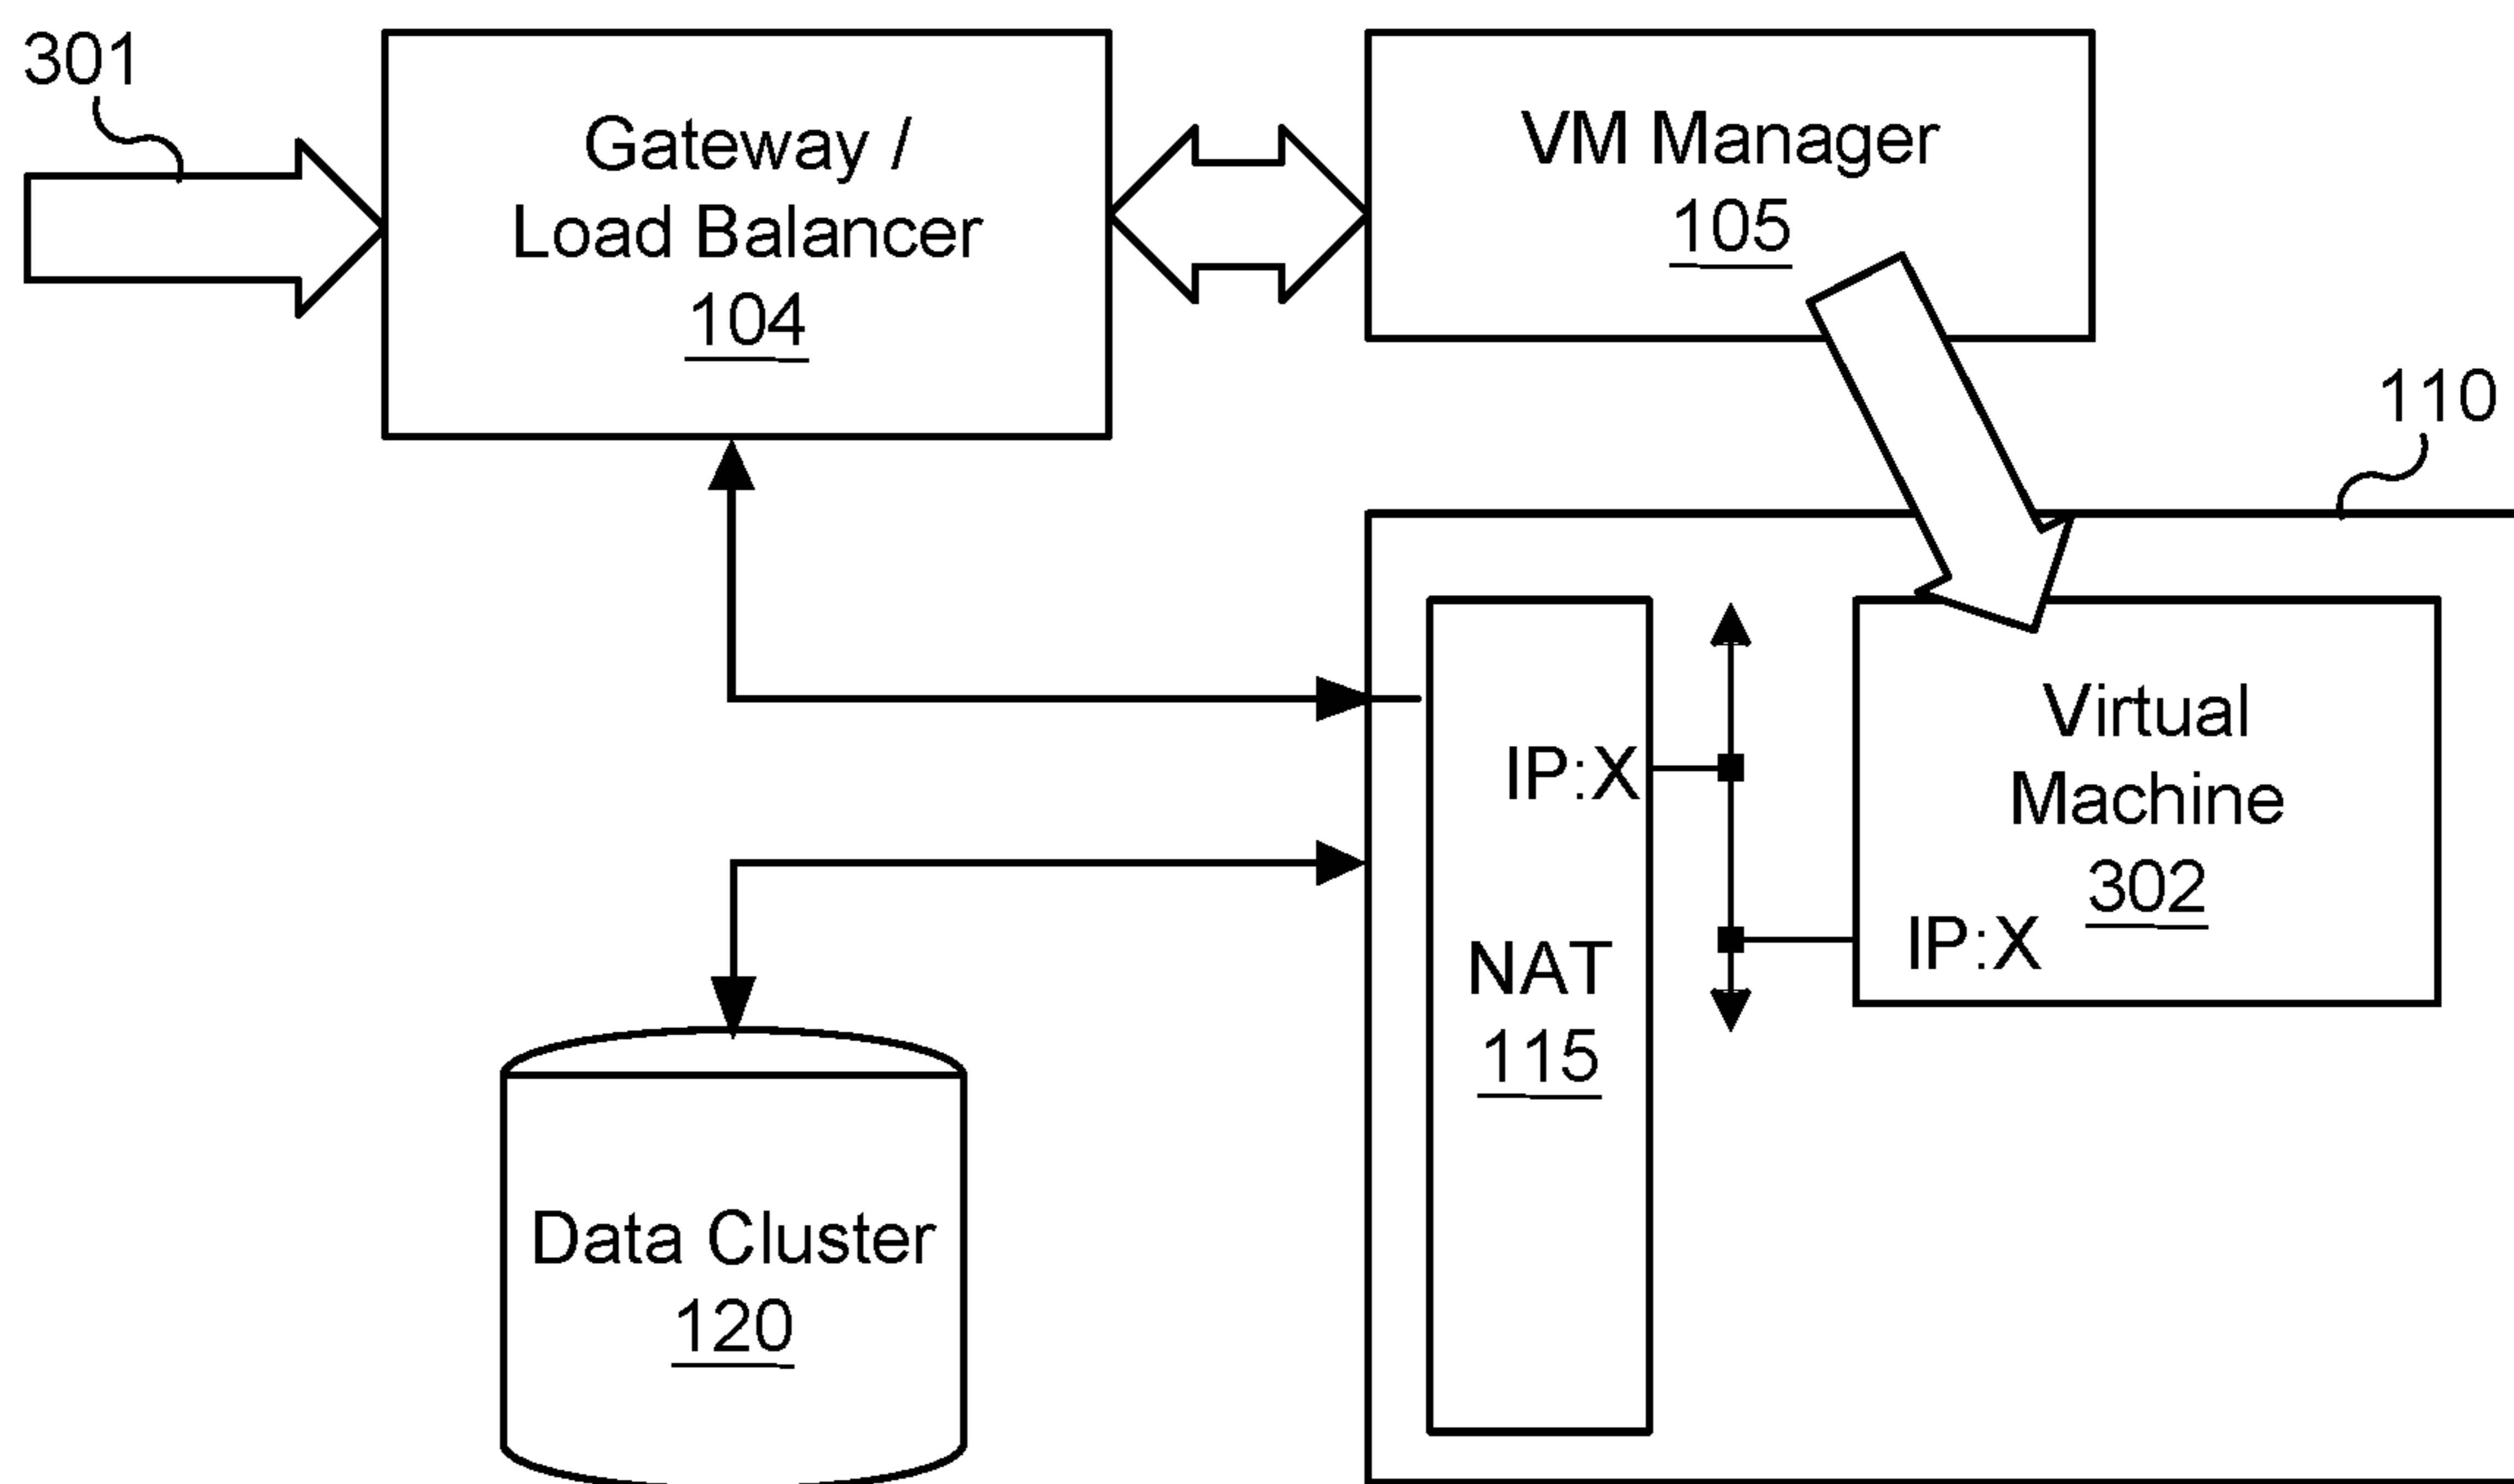 301
Gateway /
Load Balancer
104
VM Manager
105
110
IP:X
NAT
115
Virtual
Machine
302
IP:X
Data Cluster
120